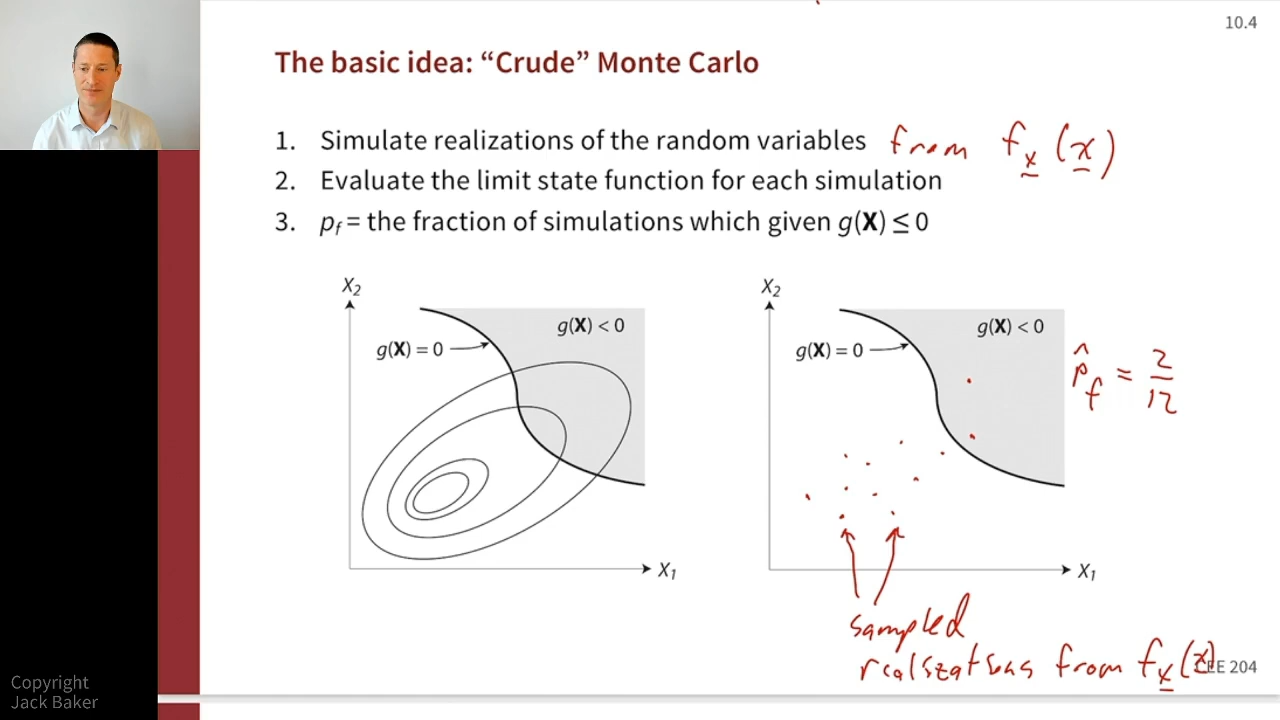 10.4
The basic idea: “Crude” Monte Carlo
1. Simulate realizations of the random variables from fx (x)
2. Evaluate the limit state function for each simulation
3. pf = the fraction of simulations which given g(X) ≤ 0
X2
g(X) < 0
g(X) = 0
X1
X2
g(X) < 0
g(X) = 0
X1
p̂f = 2/12
sampled
realizations from fx(x)
CEE 204
Copyright
Jack Baker